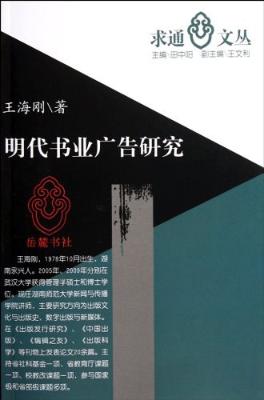 求通 文丛
主编·田中阳 副主编·王文利
王海刚\著
明代书业广告研究
岳麓书社
王海刚，1978年10月出生，湖
南永兴人。2005年、2009年分别在
武汉大学获得管理学硕士和博士学
位。现任湖南师范大学新闻与传播
学院讲师，主要研究方向为出版文
化与出版史、数字出版与新媒体。
在《出版发行研究》、《中国出
版》、《编辑之友》、《出版科
学》等刊物上发表论文20余篇。主
持省社科基金一项、省教育厅课题
一项、校教改课题一项，参与国家
级和省部级课题多项。